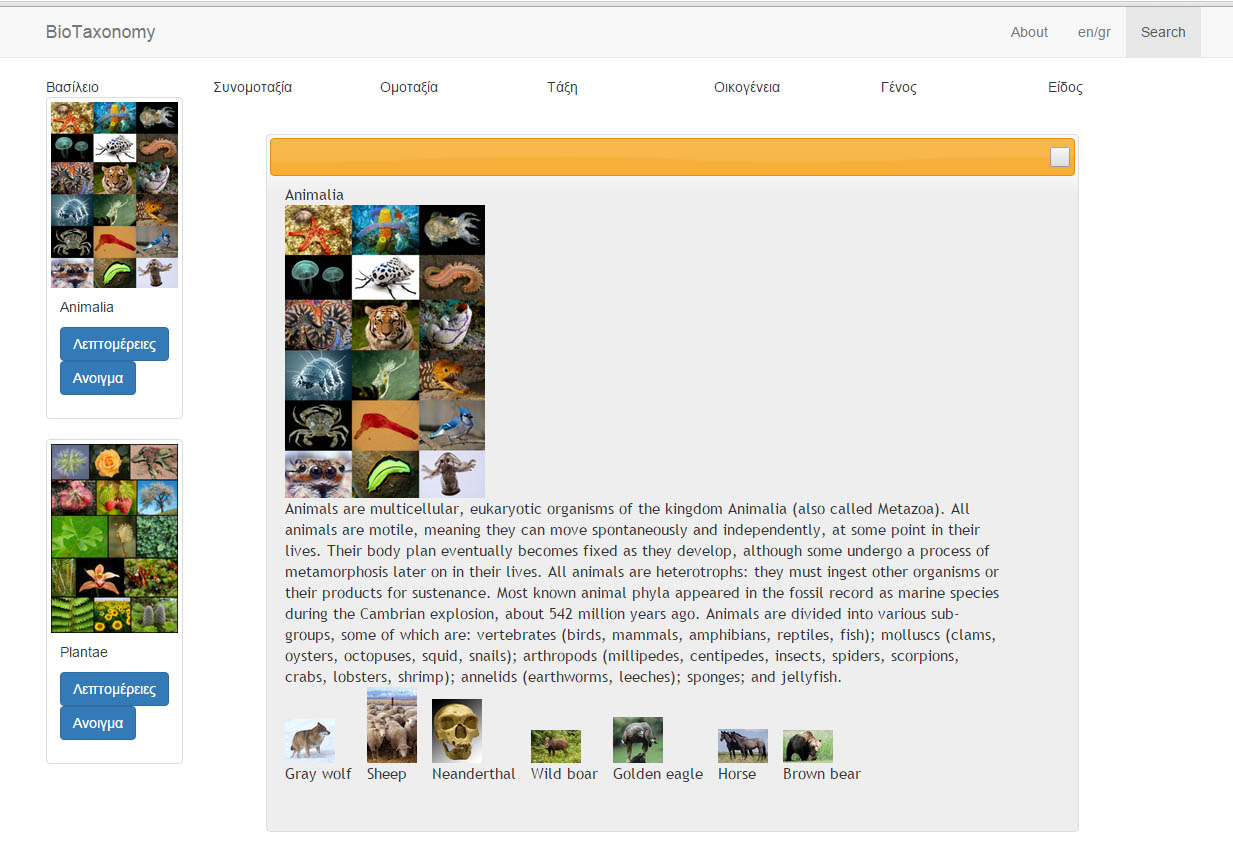 BioTaxonomy About en/gr Search
Βασίλειο Συνομοταξία Ομοταξία Τάξη Οικογένεια Γένος Είδος
Animalia
Λεπτομέρειες
Ανοιγμα
Plantae
Λεπτομέρειες
Ανοιγμα
Animalia
Animals are multicellular, eukaryotic organisms of the kingdom Animalia (also called Metazoa). All
animals are motile, meaning they can move spontaneously and independently, at some point in their
lives. Their body plan eventually becomes fixed as they develop, although some undergo a process of
metamorphosis later on in their lives. All animals are heterotrophs: they must ingest other organisms or
their products for sustenance. Most known animal phyla appeared in the fossil record as marine species
during the Cambrian explosion, about 542 million years ago. Animals are divided into various sub-
groups, some of which are: vertebrates (birds, mammals, amphibians, reptiles, fish); molluscs (clams,
oysters, octopuses, squid, snails); arthropods (millipedes, centipedes, insects, spiders, scorpions,
crabs, lobsters, shrimp); annelids (earthworms, leeches); sponges; and jellyfish.
Gray wolf Sheep Neanderthal Wild boar Golden eagle Horse Brown bear